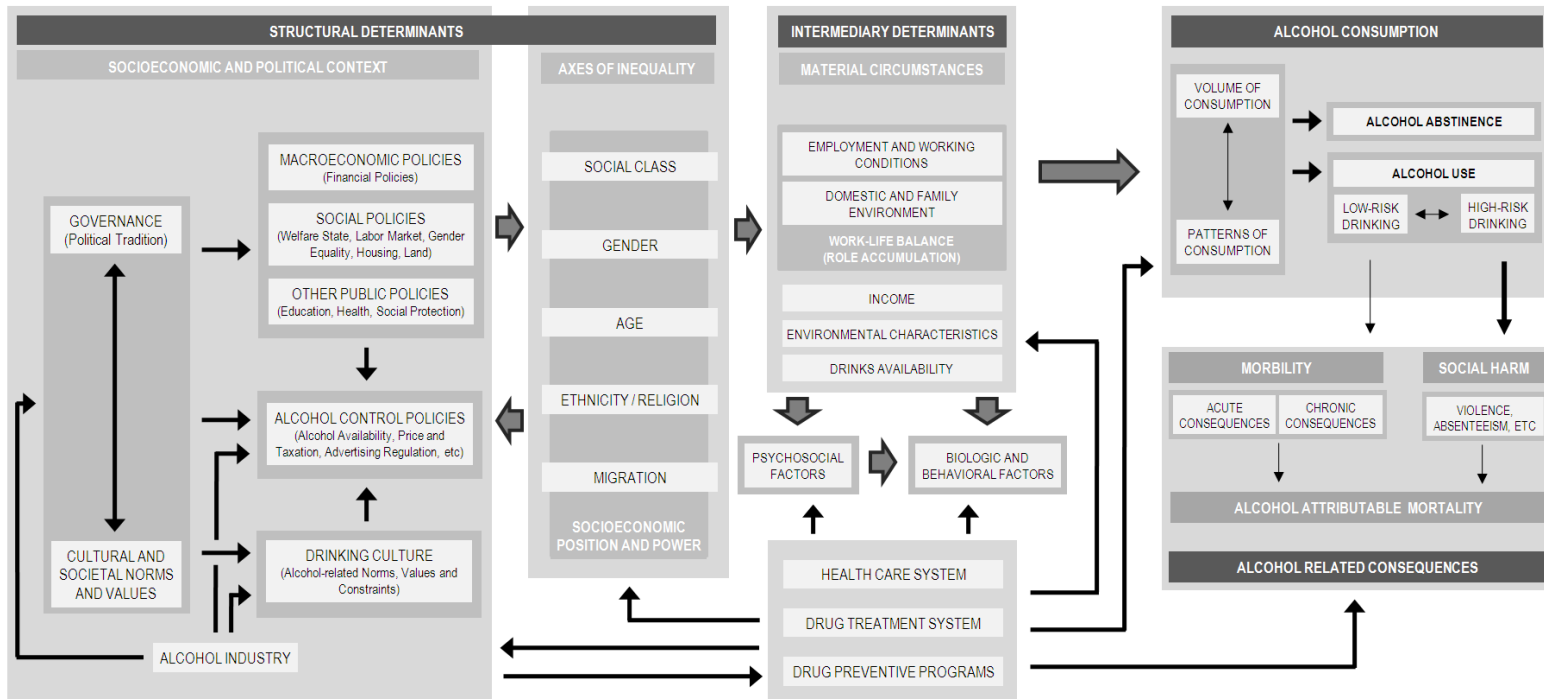 STRUCTURAL DETERMINANTS
SOCIOECONOMIC AND POLITICAL CONTEXT
GOVERNANCE
(Political Tradition)
CULTURAL AND
SOCIETAL NORMS
AND VALUES
MACROECONOMIC POLICIES
(Financial Policies)
SOCIAL POLICIES
(Welfare State, Labor Market, Gender
Equality, Housing, Land)
OTHER PUBLIC POLICIES
(Education, Health, Social Protection)
ALCOHOL CONTROL POLICIES
(Alcohol Availability, Price and
Taxation, Advertising Regulation, etc)
DRINKING CULTURE
(Alcohol-related Norms, Values and
Constraints)
ALCOHOL INDUSTRY
AXES OF INEQUALITY
SOCIAL CLASS
GENDER
AGE
ETHNICITY / RELIGION
MIGRATION
SOCIOECONOMIC
POSITION AND POWER
INTERMEDIARY DETERMINANTS
MATERIAL CIRCUMSTANCES
EMPLOYMENT AND WORKING
CONDITIONS
DOMESTIC AND FAMILY
ENVIRONMENT
WORK-LIFE BALANCE
(ROLE ACCUMULATION)
INCOME
ENVIRONMENTAL CHARACTERISTICS
DRINKS AVAILABILITY
PSYCHOSOCIAL
FACTORS
BIOLOGIC AND
BEHAVIORAL FACTORS
HEALTH CARE SYSTEM
DRUG TREATMENT SYSTEM
DRUG PREVENTIVE PROGRAMS
ALCOHOL CONSUMPTION
VOLUME OF
CONSUMPTION
PATTERNS OF
CONSUMPTION
ALCOHOL ABSTINENCE
ALCOHOL USE
LOW-RISK
DRINKING
HIGH-RISK
DRINKING
MORBILITY
ACUTE
CONSEQUENCES
CHRONIC
CONSEQUENCES
SOCIAL HARM
VIOLENCE,
ABSENTEEISM, ETC
ALCOHOL ATTRIBUTABLE MORTALITY
ALCOHOL RELATED CONSEQUENCES